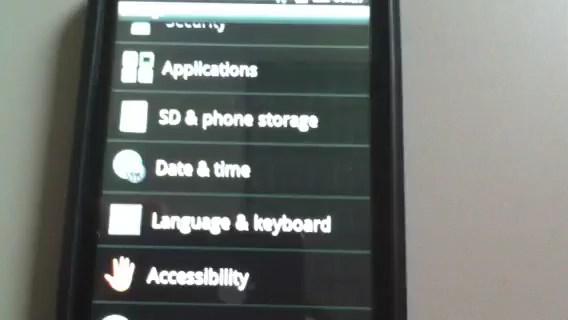 Security
Applications
SD & phone storage
Date & time
Language & keyboard
Accessibility